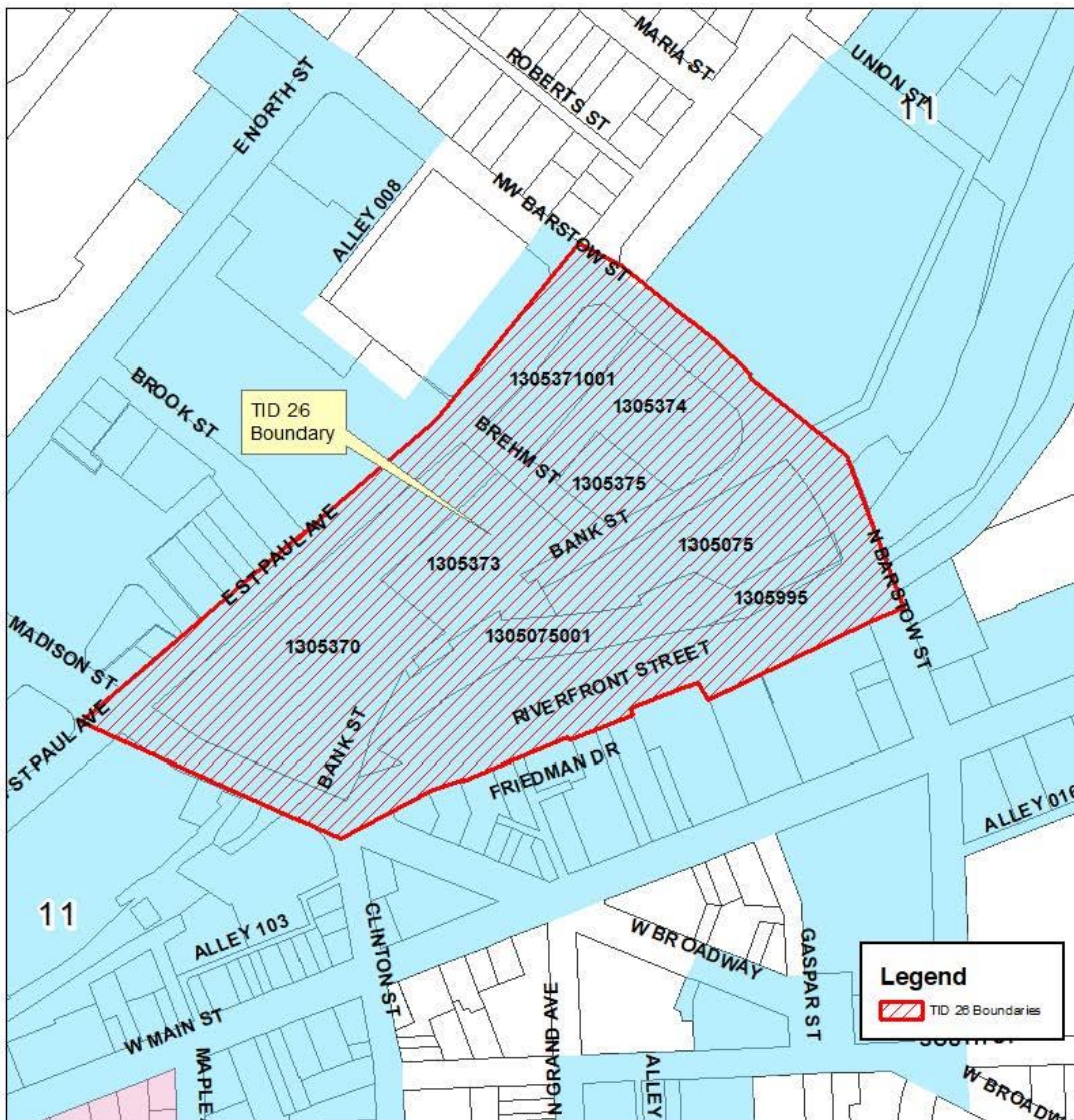 MARIA ST
UNION ST
ROBERTS ST
11
E NORTH ST
ALLEY 008
NW BARSTOW ST
BROOK ST
1305371001
1305374
TID 26
Boundary
BREHM ST
1305375
BANK ST
E ST PAUL AVE
1305373
1305075
N BARSTOW ST
1305995
MADISON ST
1305370
1305075001
RIVERFRONT STREET
ST PAUL AVE
BANK ST
FRIEDMAN DR
ALLEY 016
11
ALLEY 103
CLINTON ST
W BROADWAY
GASPAR ST
Legend
TID 26 Boundaries
W MAIN ST
N GRAND AVE
MAPLE
ALLEY
W BROADW